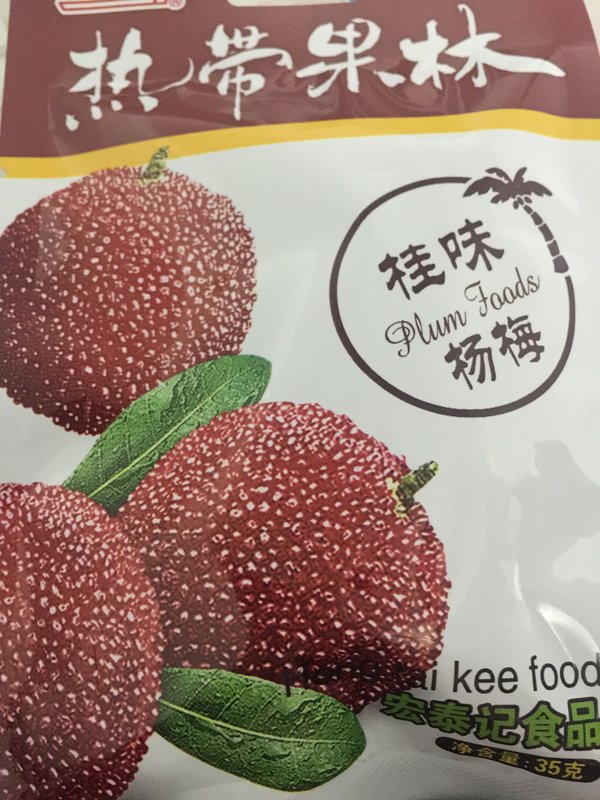 热带果林
桂味
Plum Foods
杨梅
tai kee food
宏泰记食品
净含量:35克